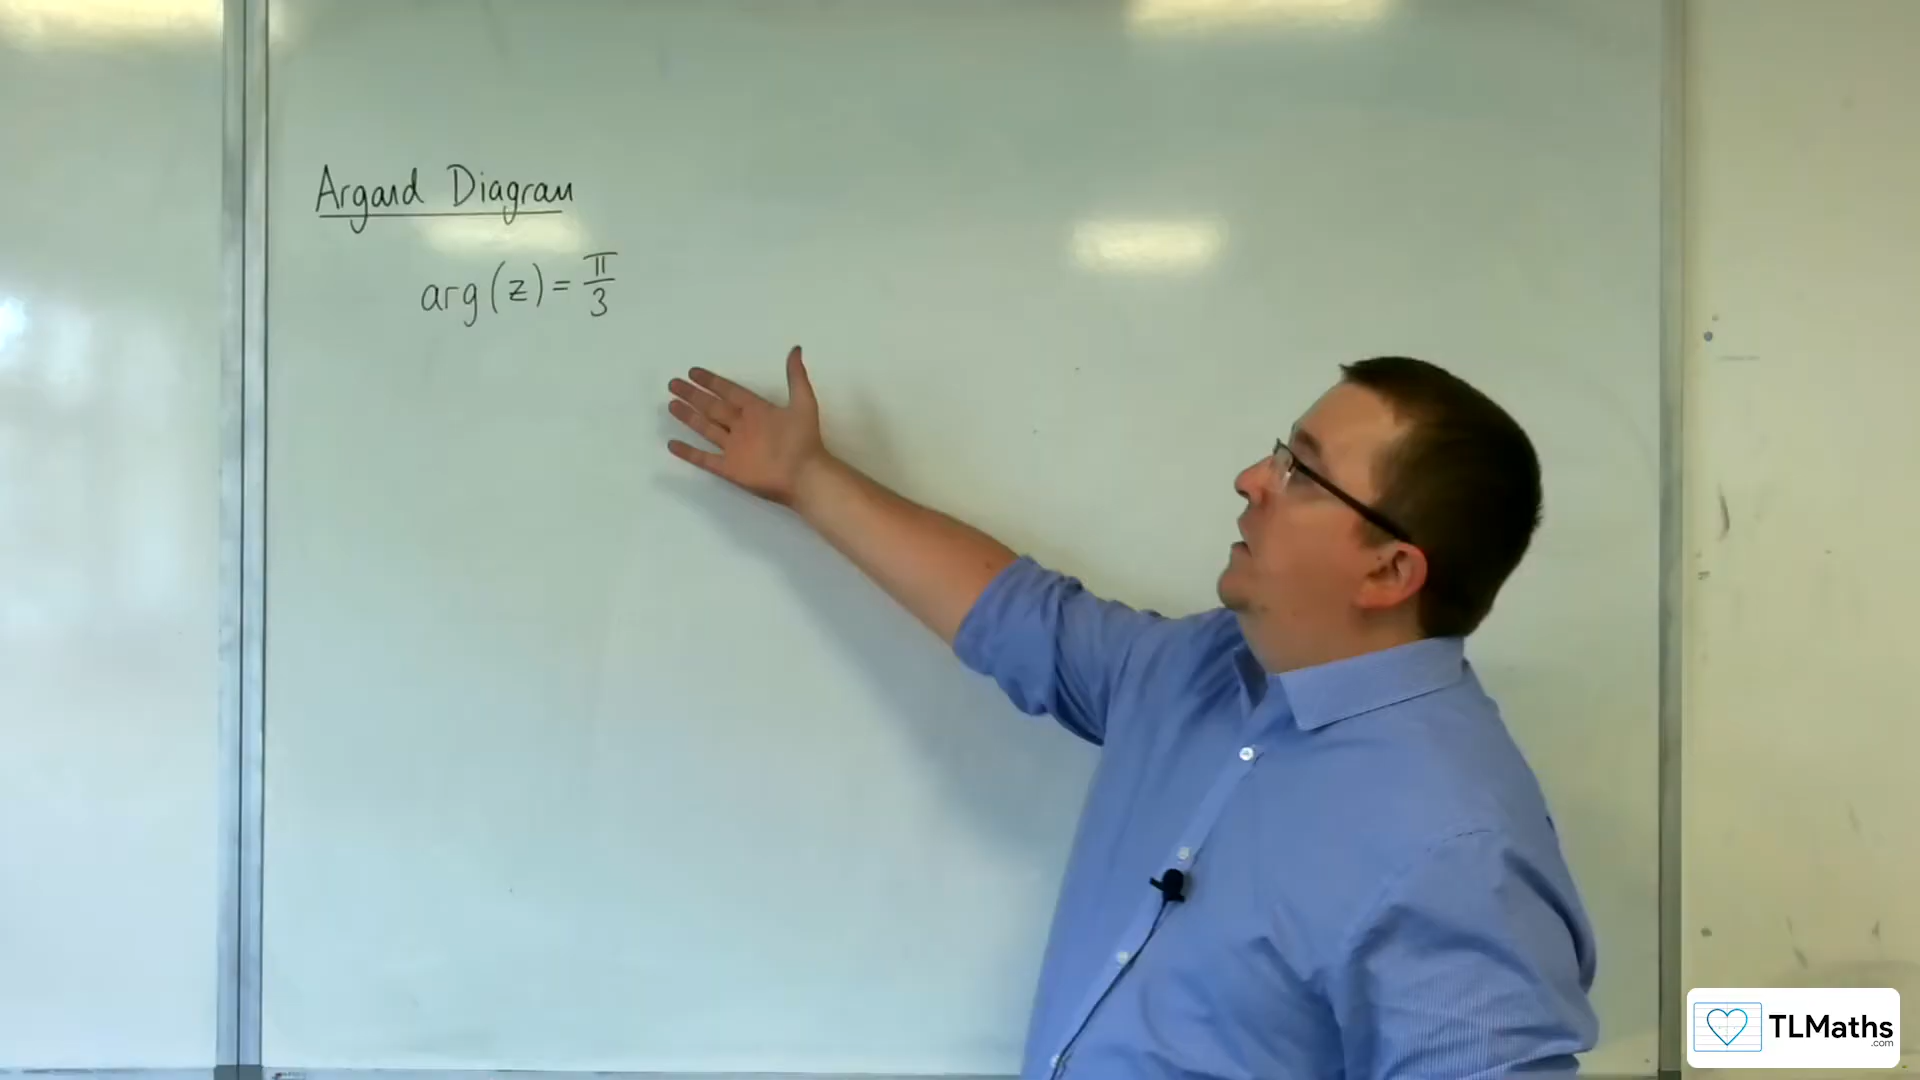 Argand Diagram
arg(z) = π/3
TLMaths
.com